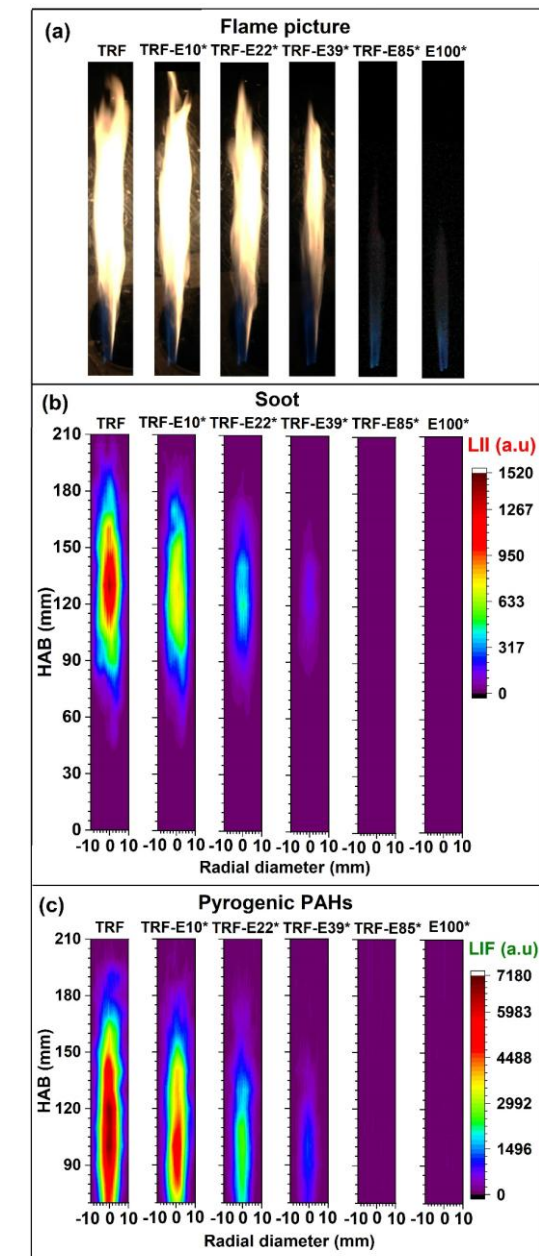 (a) Flame picture
TRF TRF-E10* TRF-E22* TRF-E39* TRF-E85* E100*
(b) Soot
TRF TRF-E10* TRF-E22* TRF-E39* TRF-E85* E100*
LII (a.u)
HAB (mm)
210
180
150
120
90
60
30
0
1520
1267
950
633
317
0
-10 0 10 -10 0 10 -10 0 10 -10 0 10 -10 0 10 -10 0 10
Radial diameter (mm)
(c) Pyrogenic PAHs
TRF TRF-E10* TRF-E22* TRF-E39* TRF-E85* E100*
LIF (a.u)
HAB (mm)
210
180
150
120
90
7180
5983
4488
2992
1496
0
-10 0 10 -10 0 10 -10 0 10 -10 0 10 -10 0 10 -10 0 10
Radial diameter (mm)